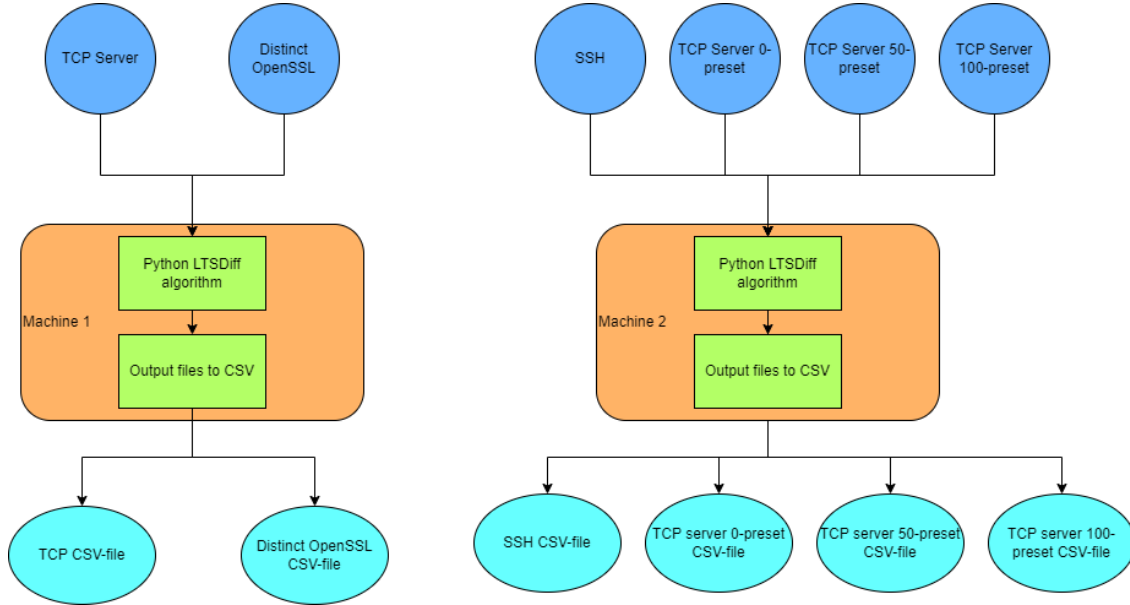 TCP Server
Distinct
OpenSSL
SSH
TCP Server 0-
preset
TCP Server 50-
preset
TCP Server
100-preset
Python LTSDiff
algorithm
Machine 1
Output files to CSV
Python LTSDiff
algorithm
Machine 2
Output files to CSV
TCP CSV-file
Distinct OpenSSL
CSV-file
SSH CSV-file
TCP server 0-preset
CSV-file
TCP server 50-preset
CSV-file
TCP server 100-
preset CSV-file